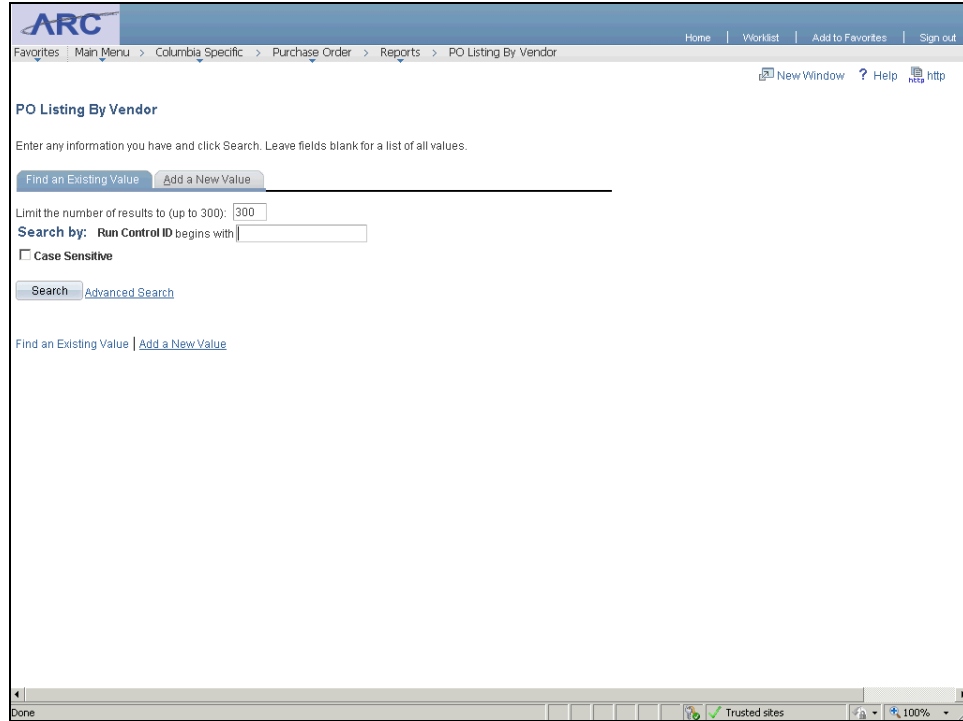 ARC
Home | Worklist | Add to Favorites | Sign out
Favorites | Main Menu > Columbia Specific > Purchase Order > Reports > PO Listing By Vendor
New Window ? Help http
PO Listing By Vendor
Enter any information you have and click Search. Leave fields blank for a list of all values.
Find an Existing Value Add a New Value
Limit the number of results to (up to 300): 300
Search by: Run Control ID begins with
Case Sensitive
Search Advanced Search
Find an Existing Value | Add a New Value
Done Trusted sites 100%